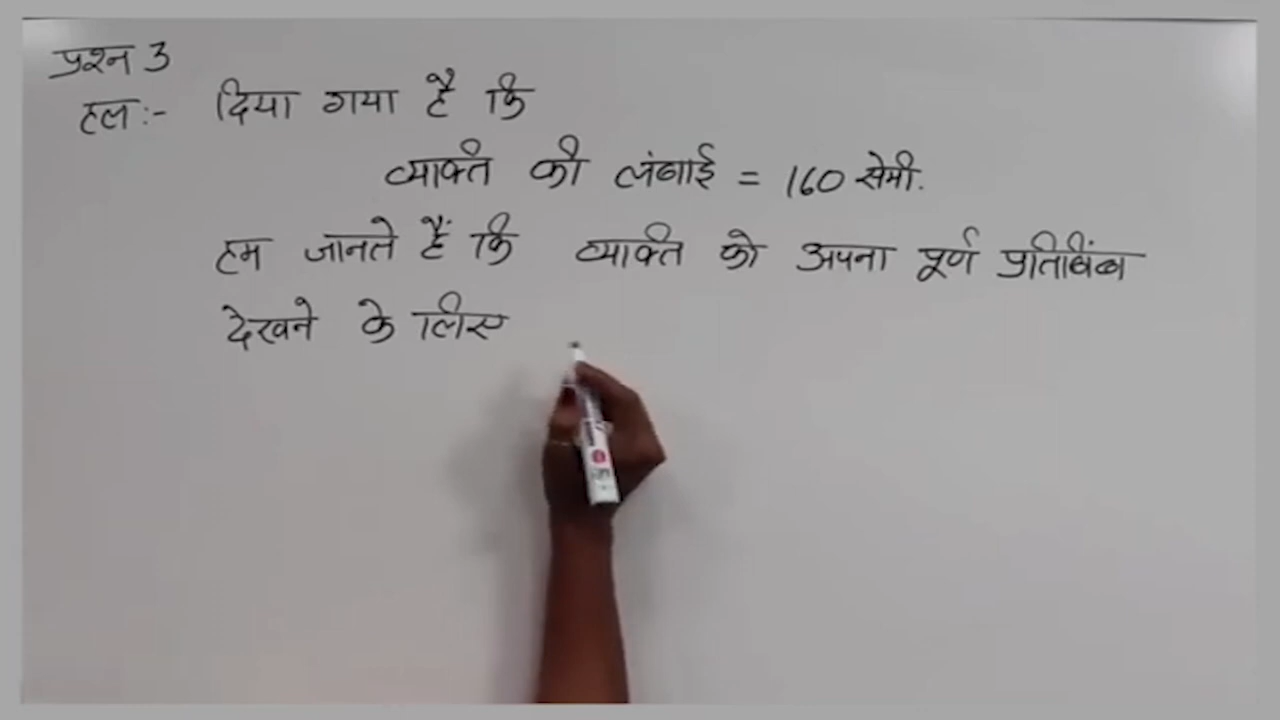 प्रश्न 3
हल:- दिया गया है कि
व्यक्ति की लंबाई = 160 सेमी.
हम जानते हैं कि व्यक्ति को अपना पूर्ण प्रतिबिंब
देखने के लिए